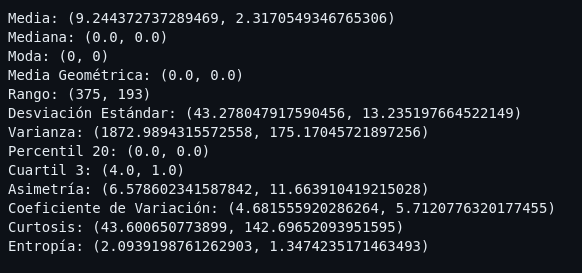 Media: (9.244372737289469, 2.3170549346765306)
Mediana: (0.0, 0.0)
Moda: (0, 0)
Media Geométrica: (0.0, 0.0)
Rango: (375, 193)
Desviación Estándar: (43.278047917590456, 13.235197664522149)
Varianza: (1872.9894315572558, 175.17045721897256)
Percentil 20: (0.0, 0.0)
Cuartil 3: (4.0, 1.0)
Asimetría: (6.578602341587842, 11.663910419215028)
Coeficiente de Variación: (4.681555920286264, 5.7120776320177455)
Curtosis: (43.600650773899, 142.69652093951595)
Entropía: (2.0939198761262903, 1.3474235171463493)